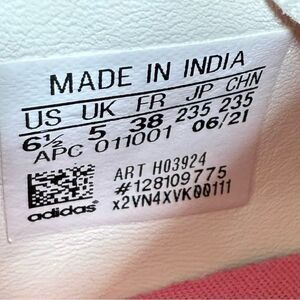 MADE IN INDIA
US UK FR JP CHN
6½ 5 38 235 235
APC 011001 06/21
ART H03924
#128109775
adidas x2VN4XVK00111